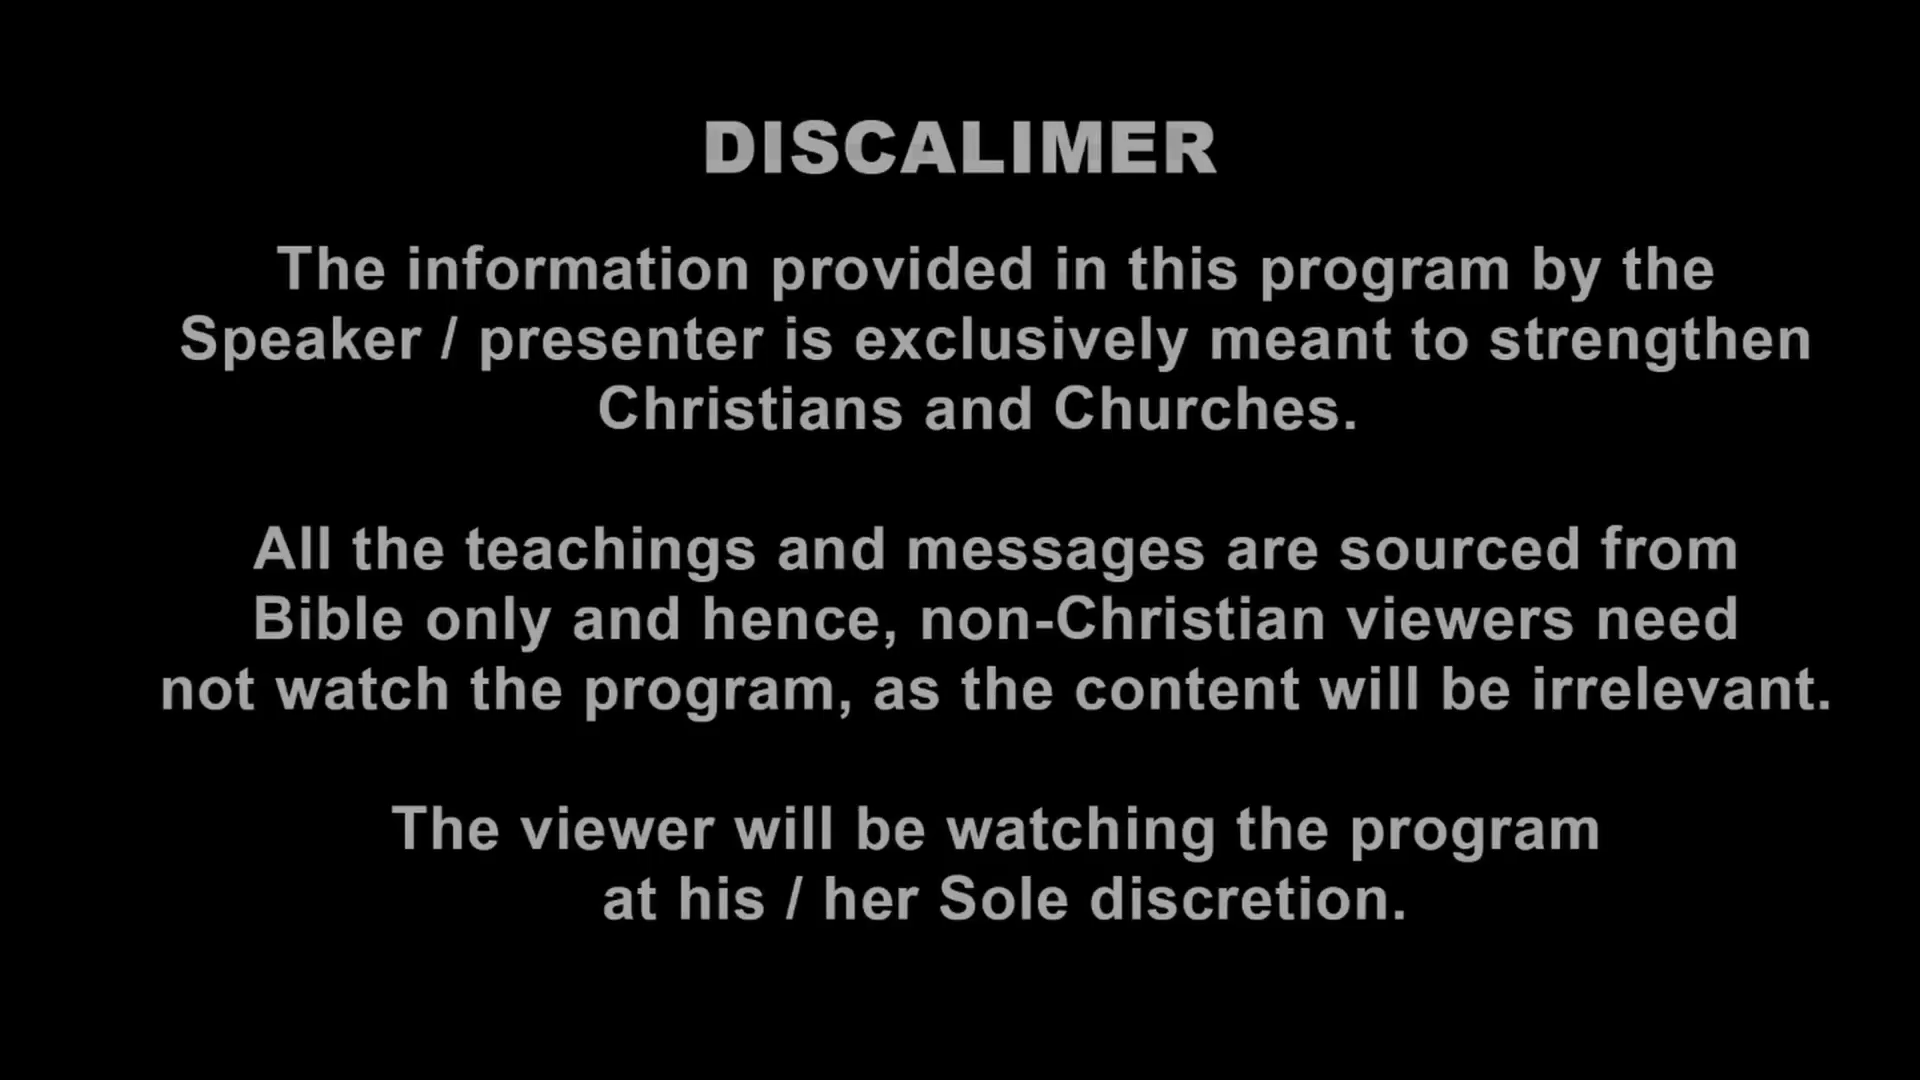 DISCALIMER
The information provided in this program by the
Speaker / presenter is exclusively meant to strengthen
Christians and Churches.
All the teachings and messages are sourced from
Bible only and hence, non-Christian viewers need
not watch the program, as the content will be irrelevant.
The viewer will be watching the program
at his / her Sole discretion.